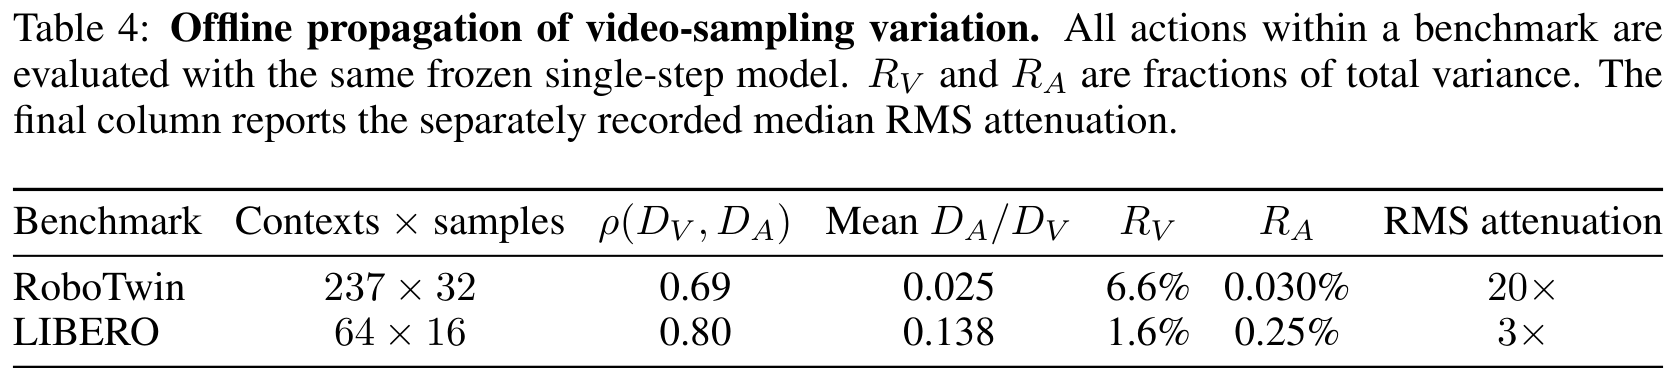 Table 4: Offline propagation of video-sampling variation. All actions within a benchmark are
evaluated with the same frozen single-step model. R_V and R_A are fractions of total variance. The
final column reports the separately recorded median RMS attenuation.
Benchmark Contexts × samples ρ(D_V, D_A) Mean D_A/D_V R_V R_A RMS attenuation
RoboTwin 237 × 32 0.69 0.025 6.6% 0.030% 20×
LIBERO 64 × 16 0.80 0.138 1.6% 0.25% 3×